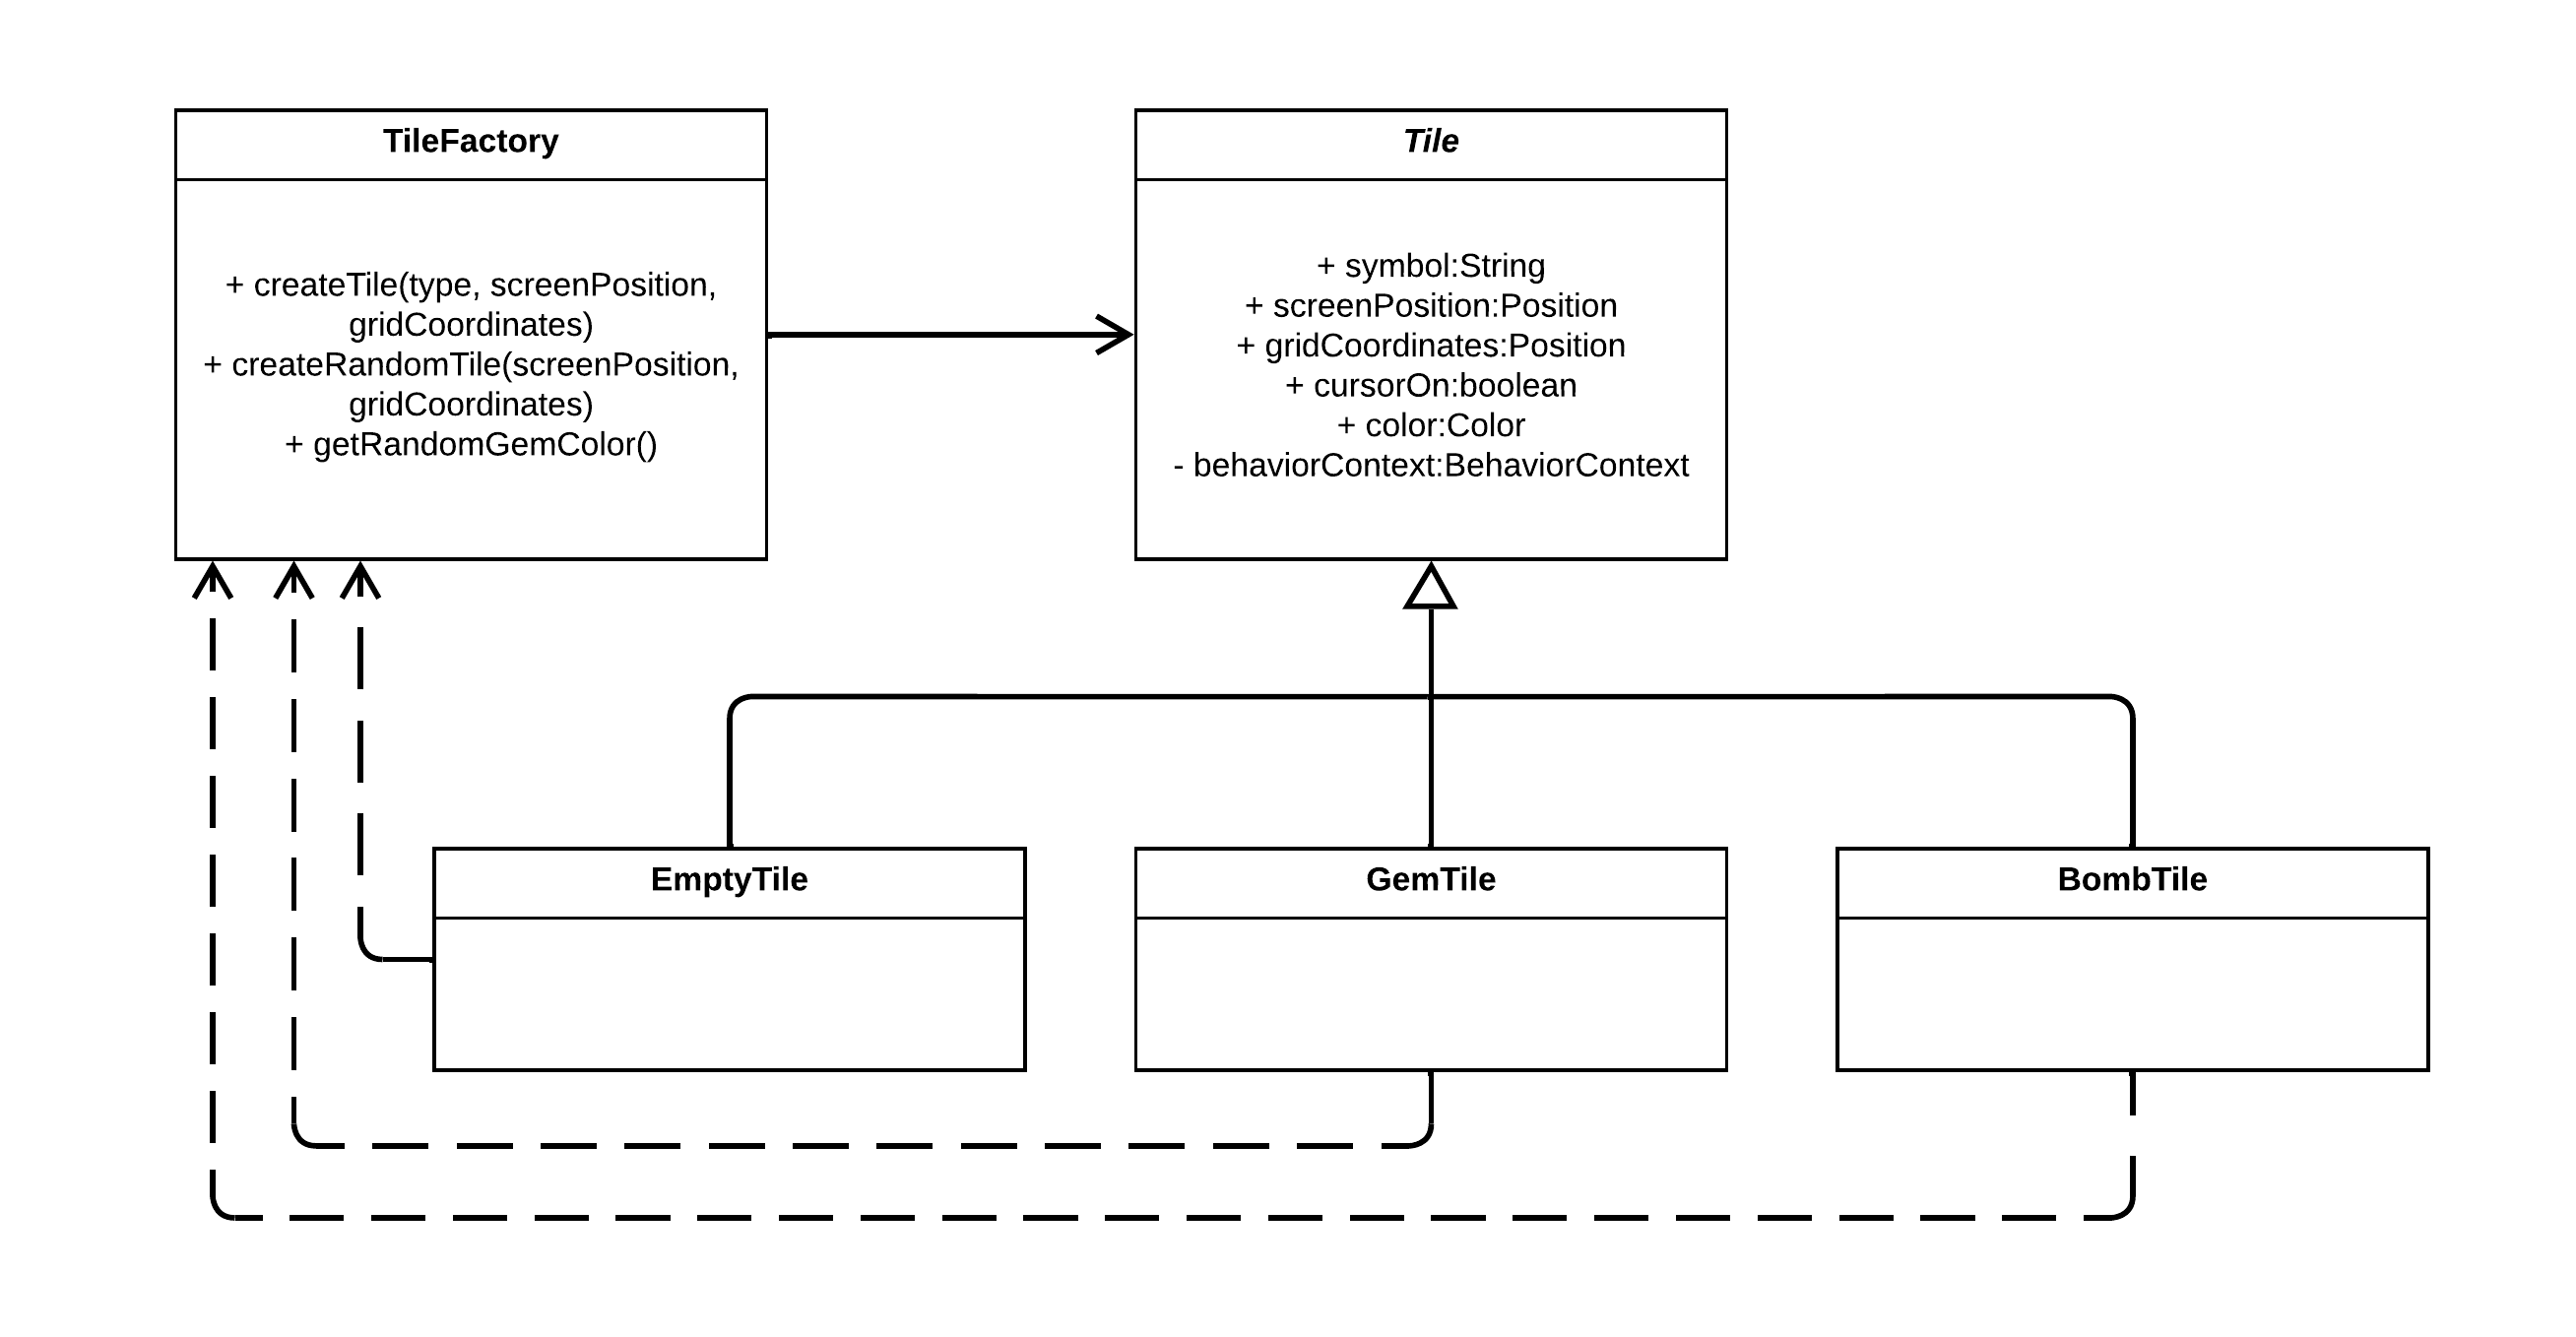 TileFactory
+ createTile(type, screenPosition,
gridCoordinates)
+ createRandomTile(screenPosition,
gridCoordinates)
+ getRandomGemColor()
Tile
+ symbol:String
+ screenPosition:Position
+ gridCoordinates:Position
+ cursorOn:boolean
+ color:Color
- behaviorContext:BehaviorContext
EmptyTile
GemTile
BombTile